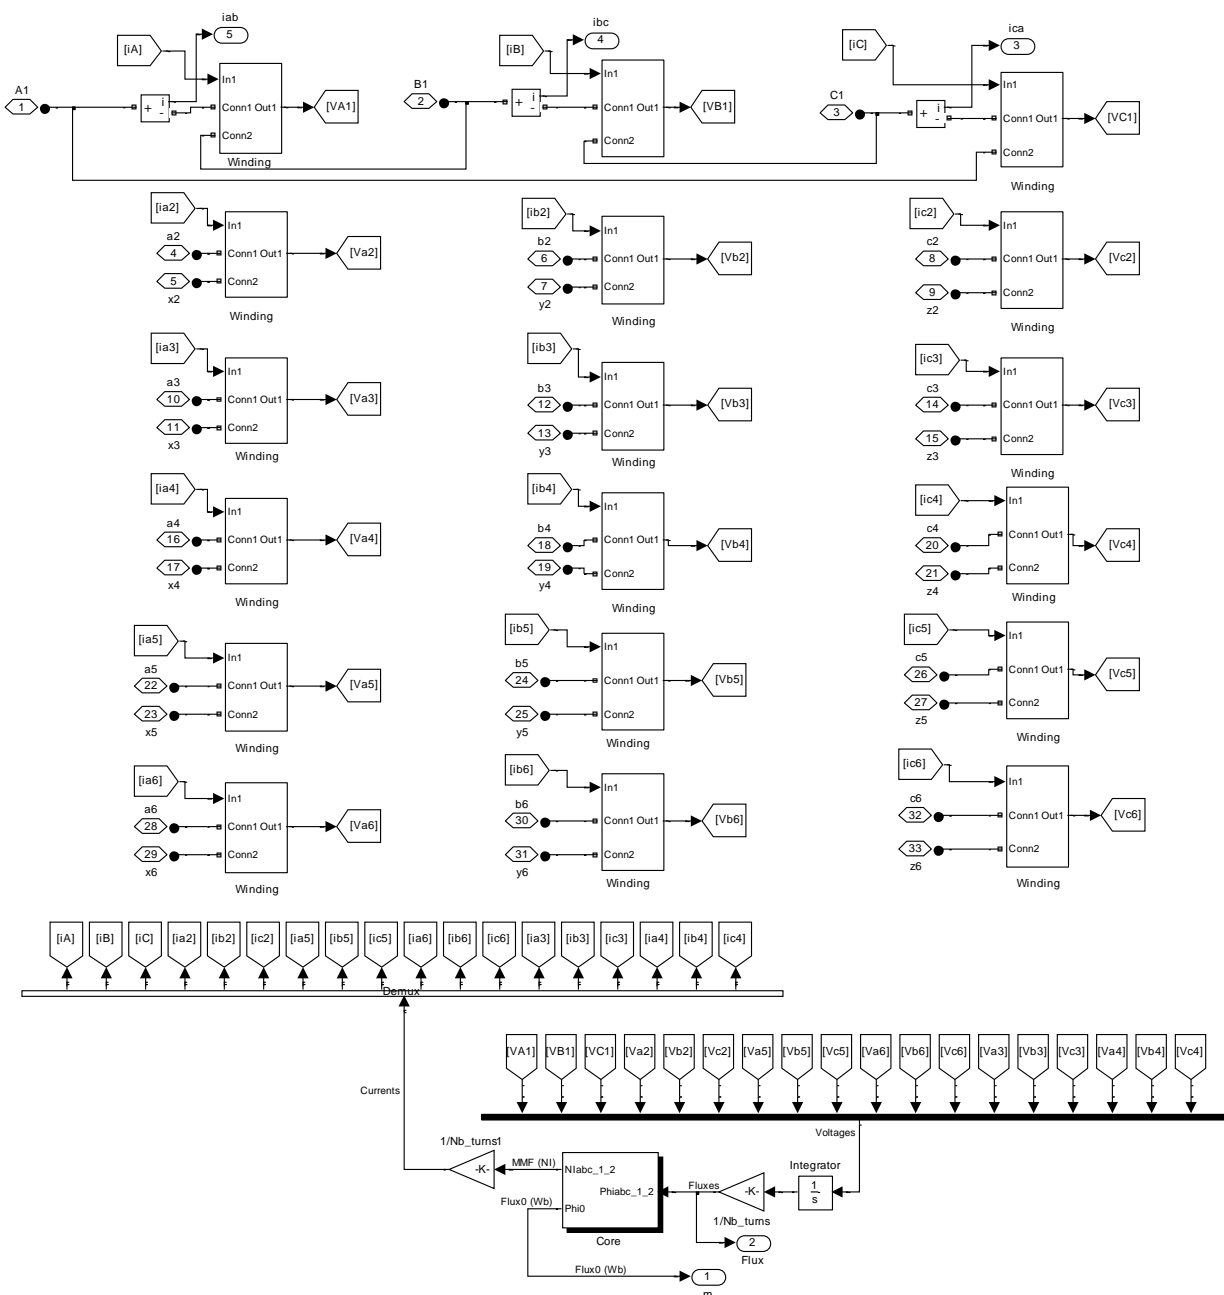 iab
5
[iA]
In1
A1
1
+ i -
Conn1 Out1
[VA1]
Conn2
Winding
ibc
4
[iB]
In1
B1
2
+ i -
Conn1 Out1
[VB1]
Conn2
Winding
ica
3
[iC]
In1
C1
3
+ i -
Conn1 Out1
[VC1]
Conn2
Winding
[ia2]
In1
a2
4
Conn1 Out1
[Va2]
5
Conn2
x2
Winding
[ib2]
In1
b2
6
Conn1 Out1
[Vb2]
7
Conn2
y2
Winding
[ic2]
In1
c2
8
Conn1 Out1
[Vc2]
9
Conn2
z2
Winding
[ia3]
In1
a3
10
Conn1 Out1
[Va3]
11
Conn2
x3
Winding
[ib3]
In1
b3
12
Conn1 Out1
[Vb3]
13
Conn2
y3
Winding
[ic3]
In1
c3
14
Conn1 Out1
[Vc3]
15
Conn2
z3
Winding
[ia4]
In1
a4
16
Conn1 Out1
[Va4]
17
Conn2
x4
Winding
[ib4]
In1
b4
18
Conn1 Out1
[Vb4]
19
Conn2
y4
Winding
[ic4]
In1
c4
20
Conn1 Out1
[Vc4]
21
Conn2
z4
Winding
[ia5]
In1
a5
22
Conn1 Out1
[Va5]
23
Conn2
x5
Winding
[ib5]
In1
b5
24
Conn1 Out1
[Vb5]
25
Conn2
y5
Winding
[ic5]
In1
c5
26
Conn1 Out1
[Vc5]
27
Conn2
z5
Winding
[ia6]
In1
a6
28
Conn1 Out1
[Va6]
29
Conn2
x6
Winding
[ib6]
In1
b6
30
Conn1 Out1
[Vb6]
31
Conn2
y6
Winding
[ic6]
In1
c6
32
Conn1 Out1
[Vc6]
33
Conn2
z6
Winding
[iA] [iB] [iC] [ia2] [ib2] [ic2] [ia5] [ib5] [ic5] [ia6] [ib6] [ic6] [ia3] [ib3] [ic3] [ia4] [ib4] [ic4]
Demux
[VA1] [VB1] [VC1] [Va2] [Vb2] [Vc2] [Va5] [Vb5] [Vc5] [Va6] [Vb6] [Vc6] [Va3] [Vb3] [Vc3] [Va4] [Vb4] [Vc4]
Currents
Voltages
1/Nb_turns1
-K-
MMF (NI)
NIabc_1_2
Phiabc_1_2
Phi0
Core
Fluxes
-K-
1/Nb_turns
Integrator
1
s
Flux0 (Wb)
2
Flux
Flux0 (Wb)
1